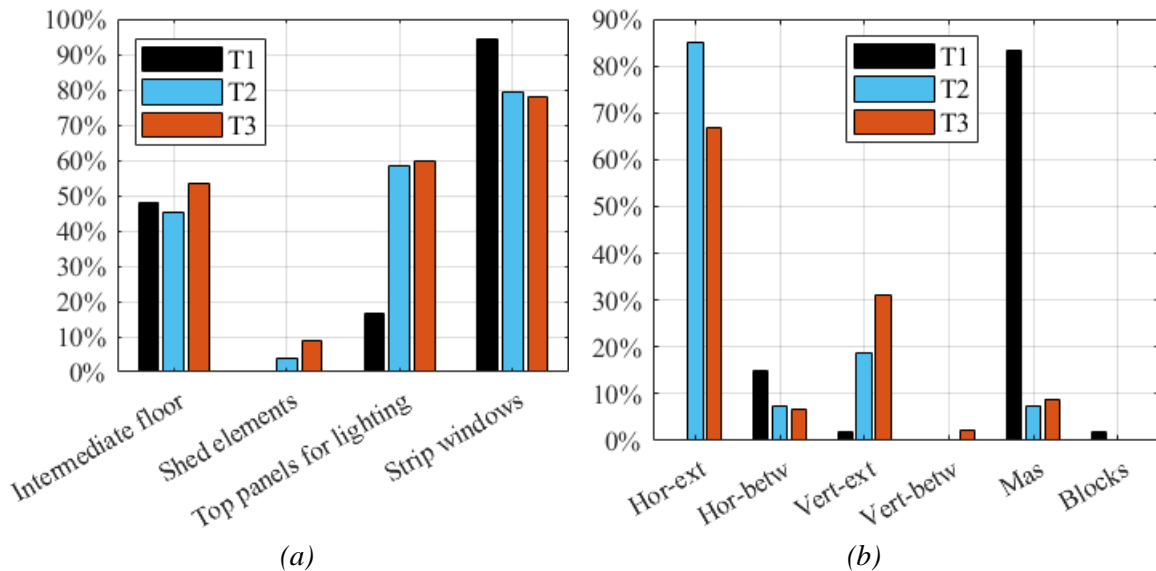 100%
90%
80%
70%
60%
50%
40%
30%
20%
10%
0%
T1
T2
T3
Intermediate floor
Shed elements
Top panels for lighting
Strip windows
(a)
90%
80%
70%
60%
50%
40%
30%
20%
10%
0%
T1
T2
T3
Hor-ext
Hor-betw
Vert-ext
Vert-betw
Mas
Blocks
(b)